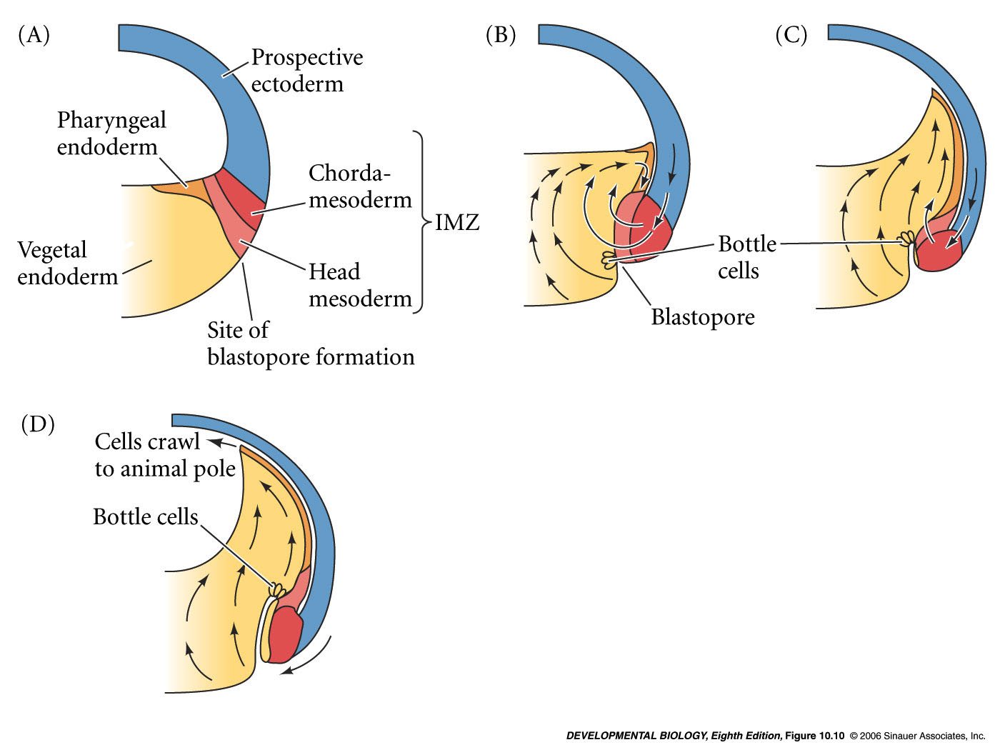 (A)
Prospective
ectoderm
Pharyngeal
endoderm
Chorda-
mesoderm
IMZ
Vegetal
endoderm
Head
mesoderm
Site of
blastopore formation
(B)
(C)
Bottle
cells
Blastopore
(D)
Cells crawl
to animal pole
Bottle cells
DEVELOPMENTAL BIOLOGY, Eighth Edition, Figure 10.10 © 2006 Sinauer Associates, Inc.